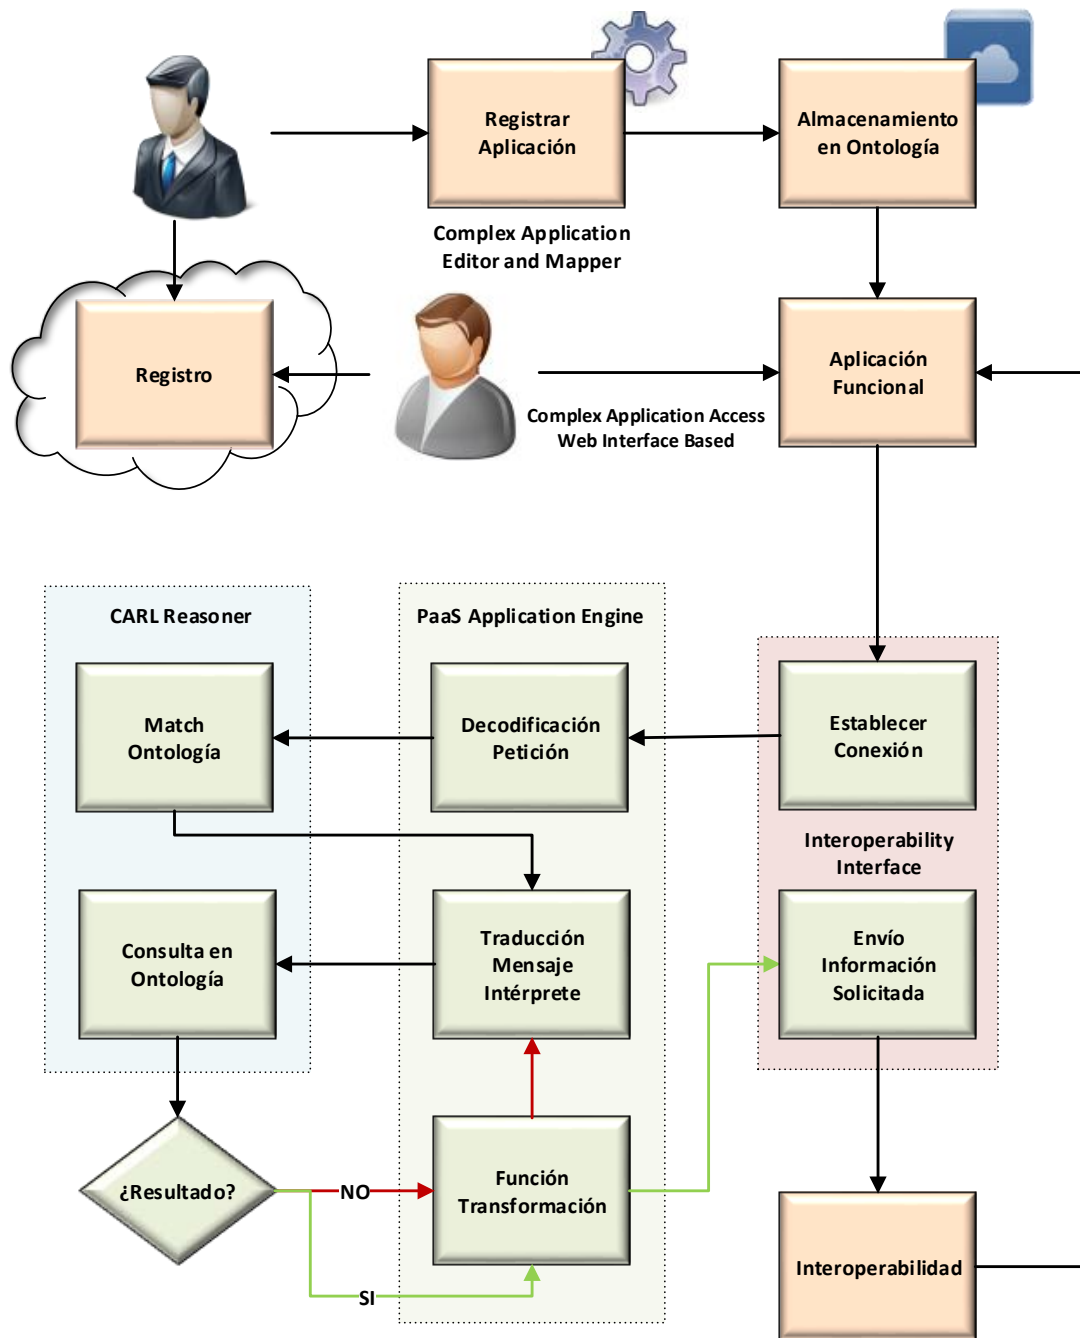 Registrar
Aplicación
Almacenamiento
en Ontología
Complex Application
Editor and Mapper
Registro
Aplicación
Funcional
Complex Application Access
Web Interface Based
CARL Reasoner
PaaS Application Engine
Match
Ontología
Decodificación
Petición
Establecer
Conexión
Interoperability
Interface
Consulta en
Ontología
Traducción
Mensaje
Intérprete
Envío
Información
Solicitada
¿Resultado?
NO
Función
Transformación
SI
Interoperabilidad